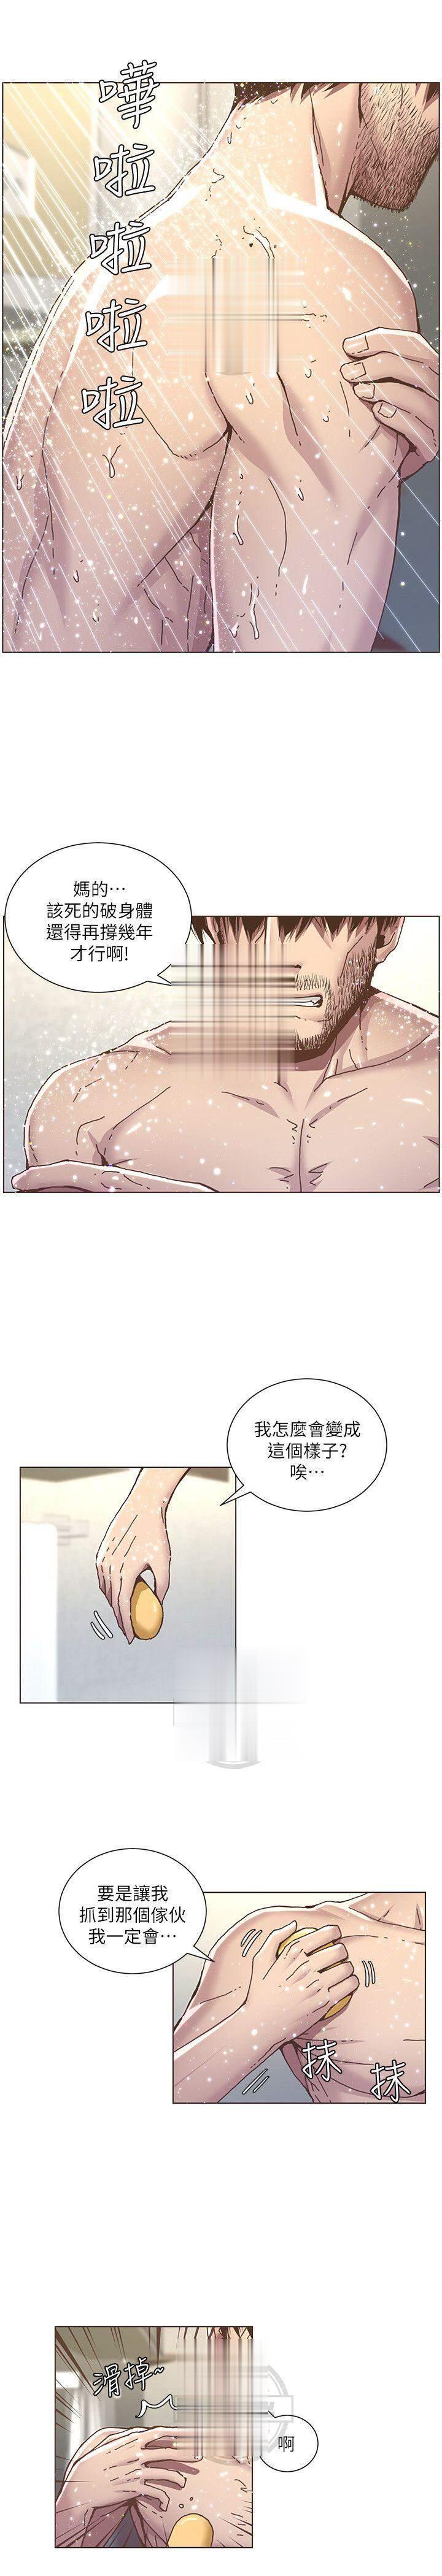 嘩
啦
啦
啦
啦
媽的…
該死的破身體
還得再撐幾年
才行啊!
我怎麼會變成
這個樣子?
唉…
要是讓我
抓到那個傢伙
我一定會…
抹
抹
滑掉~
啊